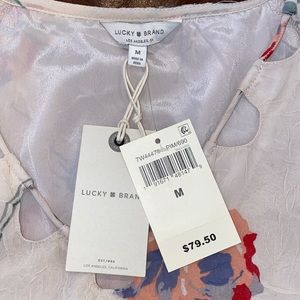 LUCKY BRAND
LOS ANGELES, CA
M
LUCKY BRAND
EST/1990
LOS ANGELES, CALIFORNIA
M
$79.50